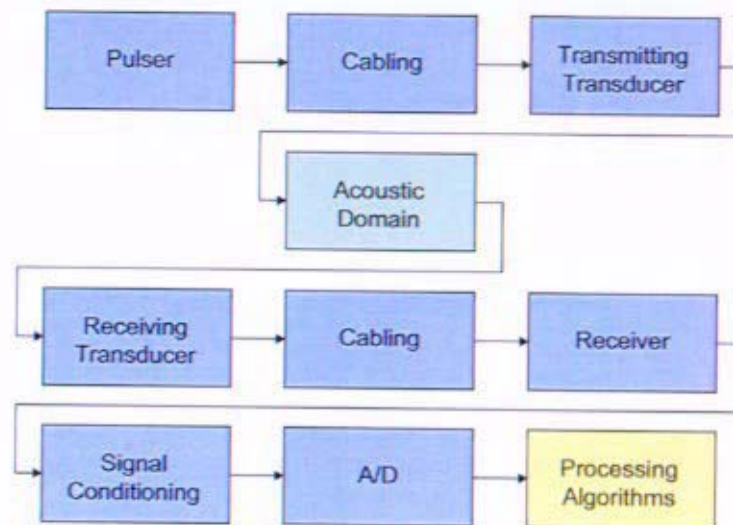 Pulser
Cabling
Transmitting
Transducer
Acoustic
Domain
Receiving
Transducer
Cabling
Receiver
Signal
Conditioning
A/D
Processing
Algorithms